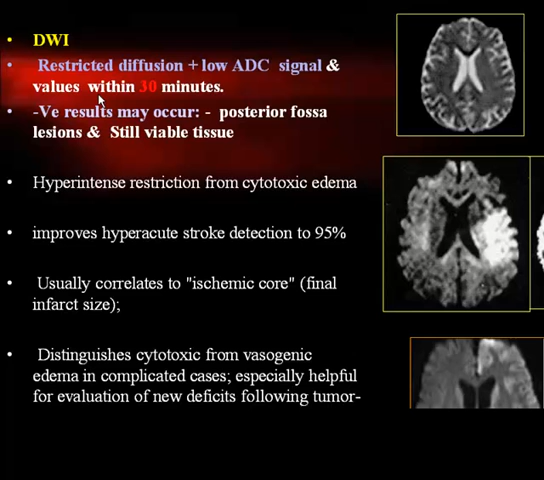 • DWI
• Restricted diffusion + low ADC signal &
values within 30 minutes.
• -Ve results may occur: - posterior fossa
lesions & Still viable tissue
• Hyperintense restriction from cytotoxic edema
• improves hyperacute stroke detection to 95%
• Usually correlates to "ischemic core" (final
infarct size);
• Distinguishes cytotoxic from vasogenic
edema in complicated cases; especially helpful
for evaluation of new deficits following tumor-